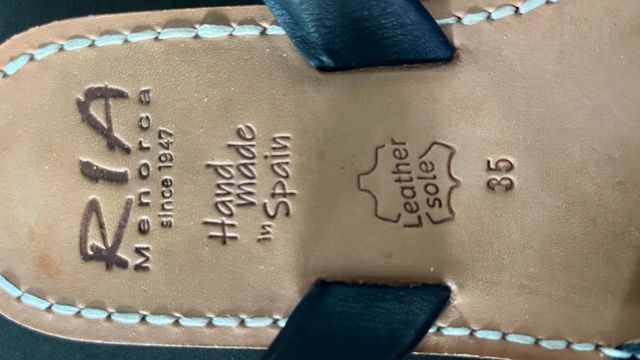 RIA
Menorca
since 1947
Hand
made
in Spain
Leather
sole
35